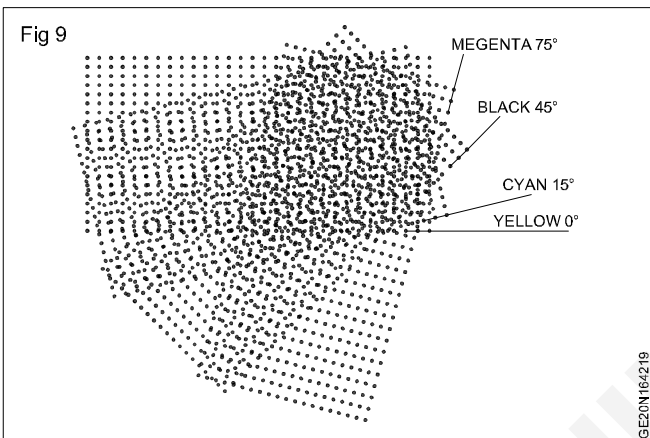 Fig 9
MEGENTA 75°
BLACK 45°
CYAN 15°
YELLOW 0°
GE20N164219